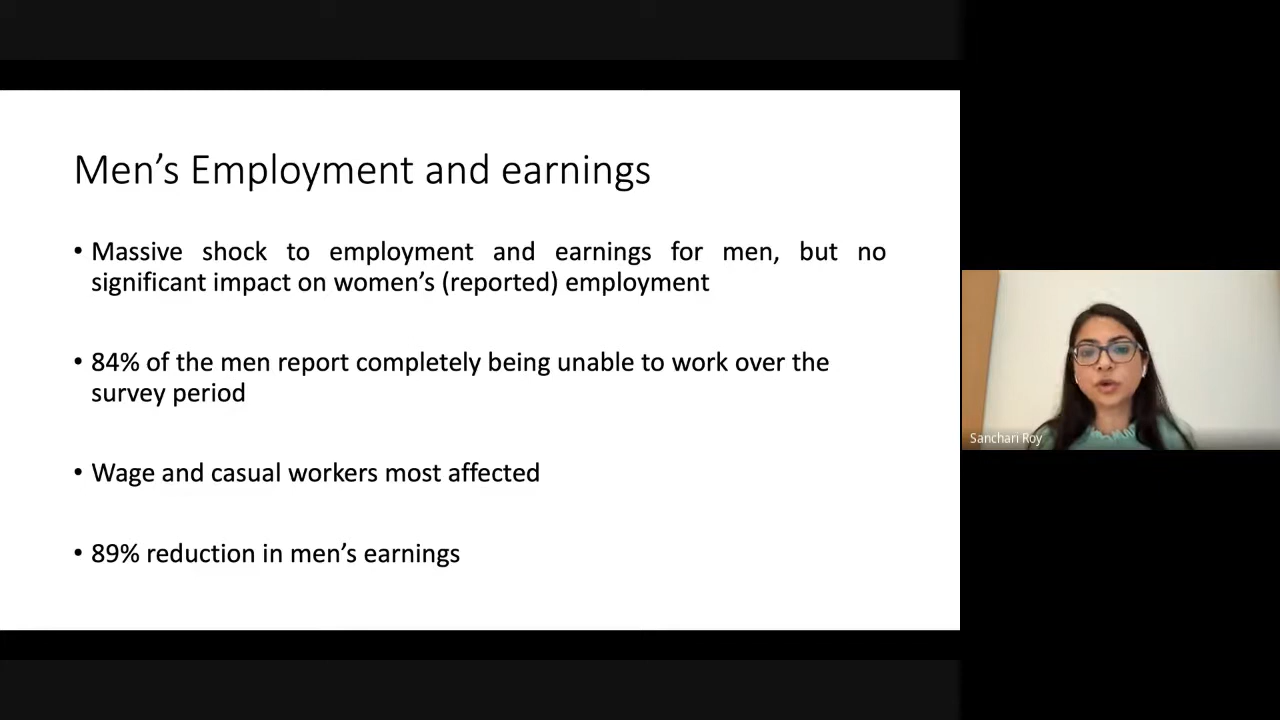 Men’s Employment and earnings
• Massive shock to employment and earnings for men, but no
significant impact on women’s (reported) employment
• 84% of the men report completely being unable to work over the
survey period
• Wage and casual workers most affected
• 89% reduction in men’s earnings
Sanchari Roy